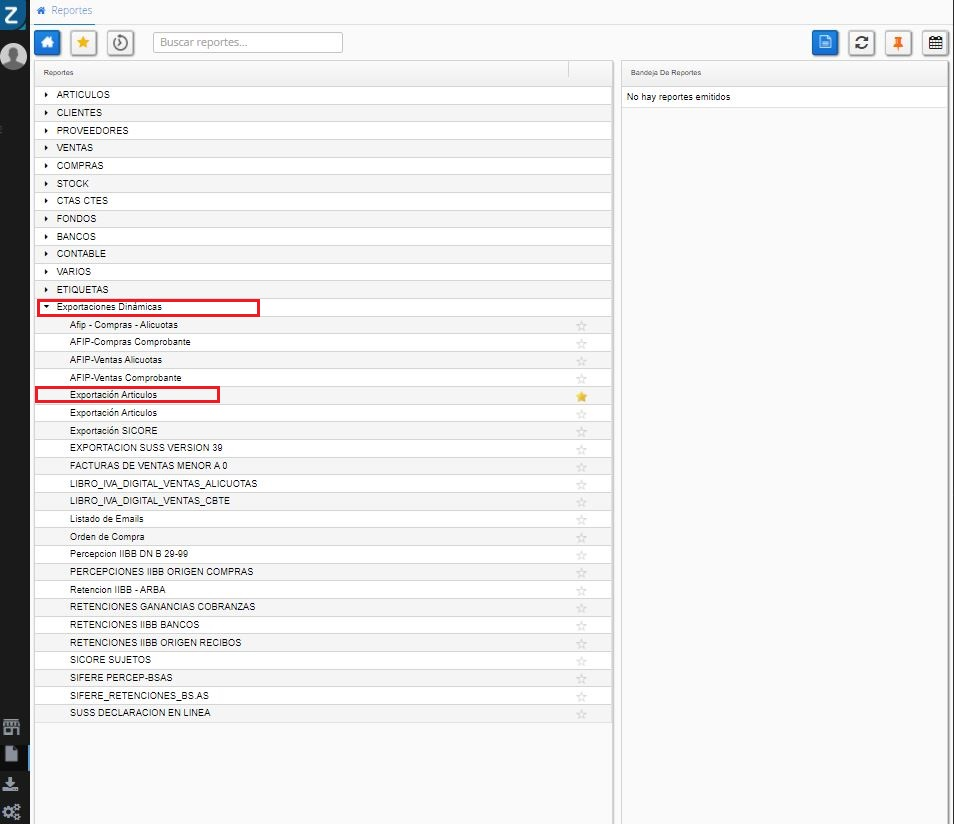 Z
Reportes
Buscar reportes...
Reportes
Bandeja De Reportes
No hay reportes emitidos
ARTICULOS
CLIENTES
PROVEEDORES
VENTAS
COMPRAS
STOCK
CTAS CTES
FONDOS
BANCOS
CONTABLE
VARIOS
ETIQUETAS
Exportaciones Dinámicas
Afip - Compras - Alicuotas
AFIP-Compras Comprobante
AFIP-Ventas Alicuotas
AFIP-Ventas Comprobante
Exportación Articulos
Exportación Articulos
Exportación SICORE
EXPORTACION SUSS VERSION 39
FACTURAS DE VENTAS MENOR A 0
LIBRO_IVA_DIGITAL_VENTAS_ALICUOTAS
LIBRO_IVA_DIGITAL_VENTAS_CBTE
Listado de Emails
Orden de Compra
Percepcion IIBB DN B 29-99
PERCEPCIONES IIBB ORIGEN COMPRAS
Retencion IIBB - ARBA
RETENCIONES GANANCIAS COBRANZAS
RETENCIONES IIBB BANCOS
RETENCIONES IIBB ORIGEN RECIBOS
SICORE SUJETOS
SIFERE PERCEP-BSAS
SIFERE_RETENCIONES_BS.AS
SUSS DECLARACION EN LINEA